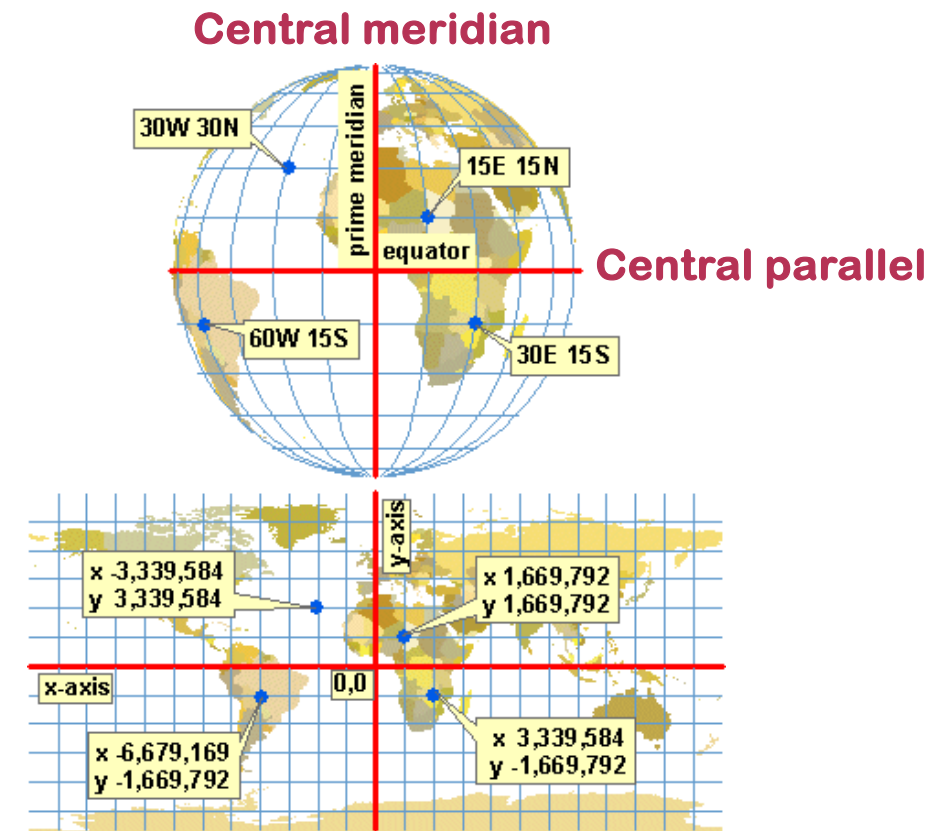 Central meridian
30W 30N
prime meridian
15E 15N
equator
Central parallel
60W 15S
30E 15S
y-axis
x -3,339,584
y 3,339,584
x 1,669,792
y 1,669,792
x-axis
0,0
x -6,679,169
y -1,669,792
x 3,339,584
y -1,669,792